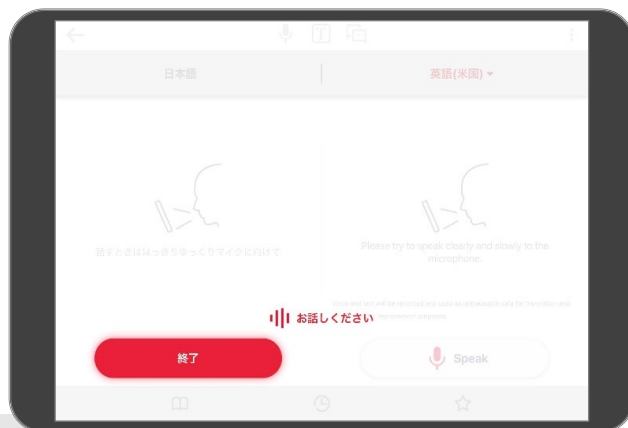 日本語
英語(米国)
話すときははっきりゆっくりマイクに向けて
Please try to speak clearly and slowly to the
microphone.
お話しください
終了
Speak